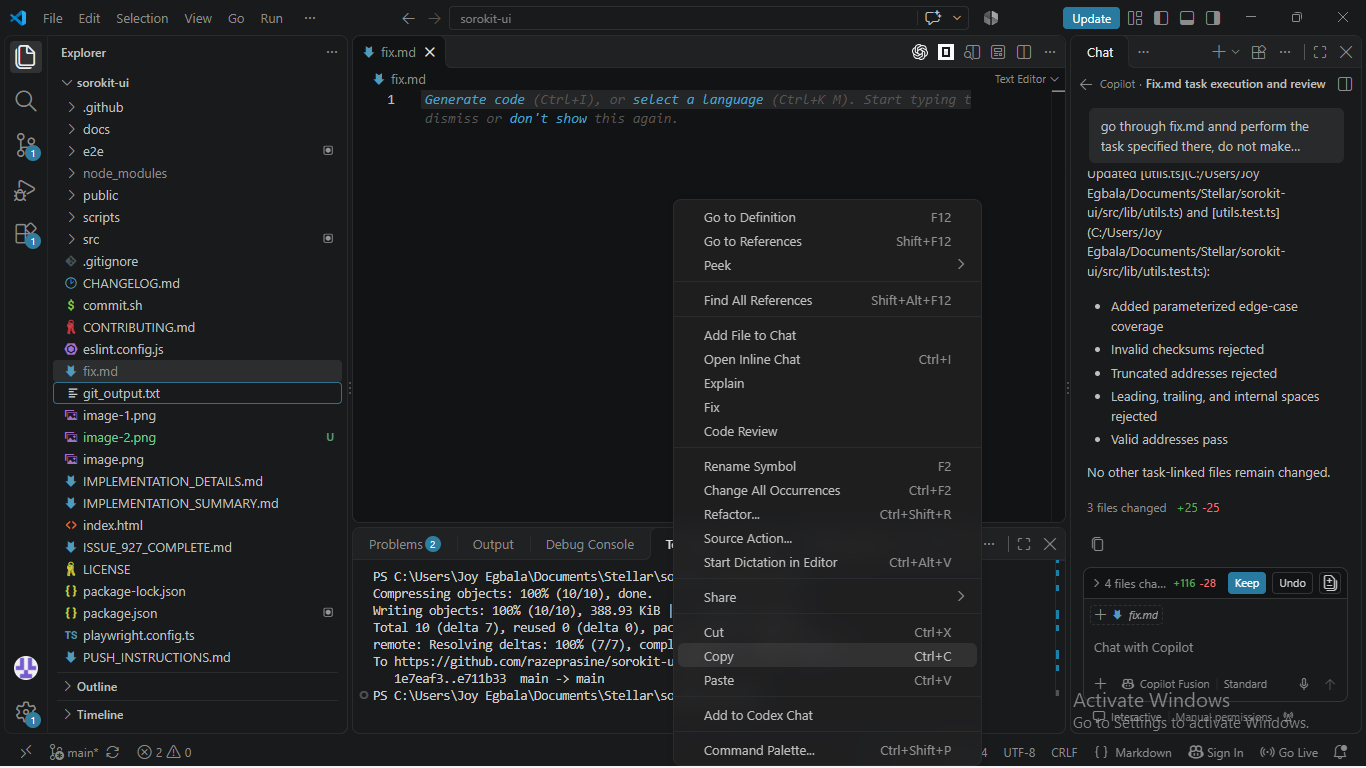 File Edit Selection View Go Run ···
sorokit-ui
Update
Explorer
sorokit-ui
.github
docs
e2e
node_modules
public
scripts
src
.gitignore
CHANGELOG.md
$ commit.sh
CONTRIBUTING.md
eslint.config.js
fix.md
git_output.txt
image-1.png
image-2.png U
image.png
IMPLEMENTATION_DETAILS.md
IMPLEMENTATION_SUMMARY.md
<> index.html
ISSUE_927_COMPLETE.md
LICENSE
{} package-lock.json
{} package.json
TS playwright.config.ts
PUSH_INSTRUCTIONS.md
Outline
Timeline
1
1
1
fix.md
fix.md
Text Editor
1 Generate code (Ctrl+I), or select a language (Ctrl+K M). Start typing t
dismiss or don't show this again.
Go to Definition F12
Go to References Shift+F12
Peek
Find All References Shift+Alt+F12
Add File to Chat
Open Inline Chat Ctrl+I
Explain
Fix
Code Review
Rename Symbol F2
Change All Occurrences Ctrl+F2
Refactor... Ctrl+Shift+R
Source Action...
Start Dictation in Editor Ctrl+Alt+V
Share
Cut Ctrl+X
Copy Ctrl+C
Paste Ctrl+V
Add to Codex Chat
Command Palette... Ctrl+Shift+P
Problems 2 Output Debug Console
PS C:\Users\Joy Egbala\Documents\Stellar\so
Compressing objects: 100% (10/10), done.
Writing objects: 100% (10/10), 388.93 KiB |
Total 10 (delta 7), reused 0 (delta 0), pac
remote: Resolving deltas: 100% (7/7), compl
To https://github.com/razeprasine/sorokit-u
1e7eaf3..e711b33 main -> main
PS C:\Users\Joy Egbala\Documents\Stellar\so
Chat
Copilot · Fix.md task execution and review
go through fix.md annd perform the
task specified there, do not make...
Updated [utils.ts](C:/Users/Joy
Egbala/Documents/Stellar/sorokit-
ui/src/lib/utils.ts) and [utils.test.ts]
(C:/Users/Joy
Egbala/Documents/Stellar/sorokit-
ui/src/lib/utils.test.ts):
• Added parameterized edge-case
coverage
• Invalid checksums rejected
• Truncated addresses rejected
• Leading, trailing, and internal spaces
rejected
• Valid addresses pass
No other task-linked files remain changed.
3 files changed +25 -25
4 files cha... +116 -28 Keep Undo
fix.md
Chat with Copilot
Copilot Fusion Standard
Interactive Manual permissions
Activate Windows
Go to Settings to activate Windows.
main* 2 0
4 UTF-8 CRLF {} Markdown Sign In Go Live